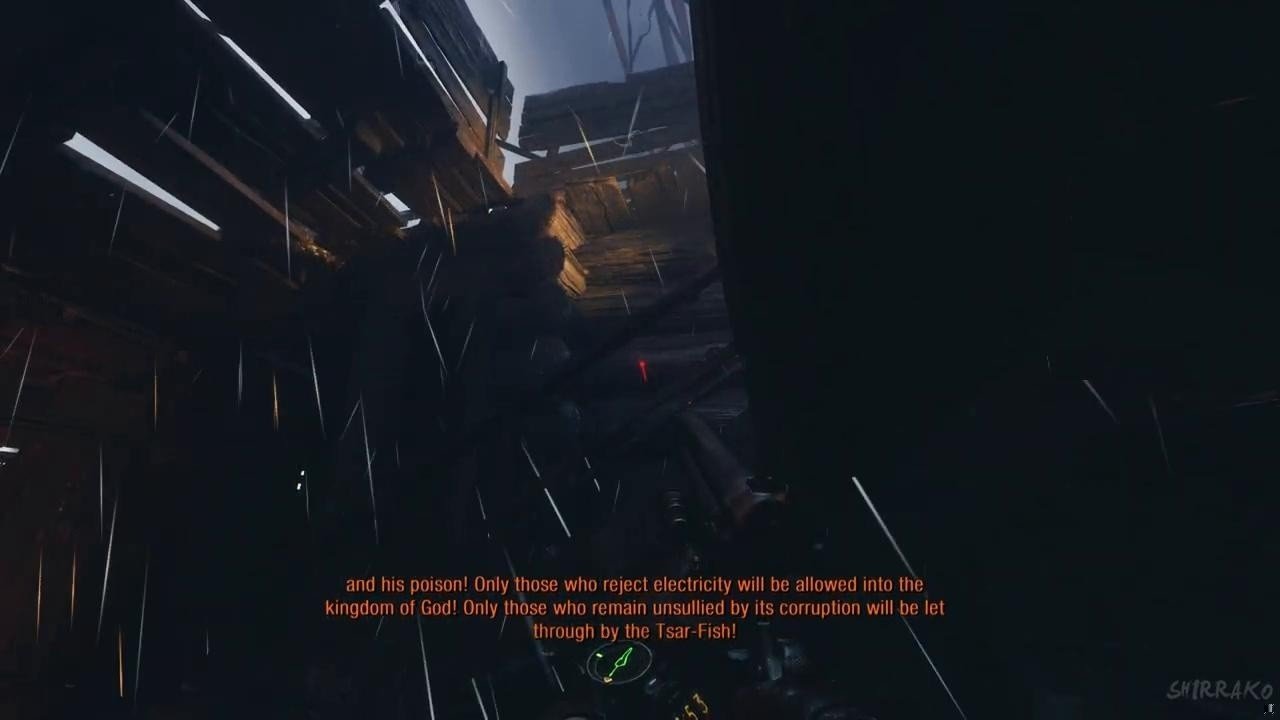 and his poison! Only those who reject electricity will be allowed into the
kingdom of God! Only those who remain unsullied by its corruption will be let
through by the Tsar-Fish!
SHIRRAKO